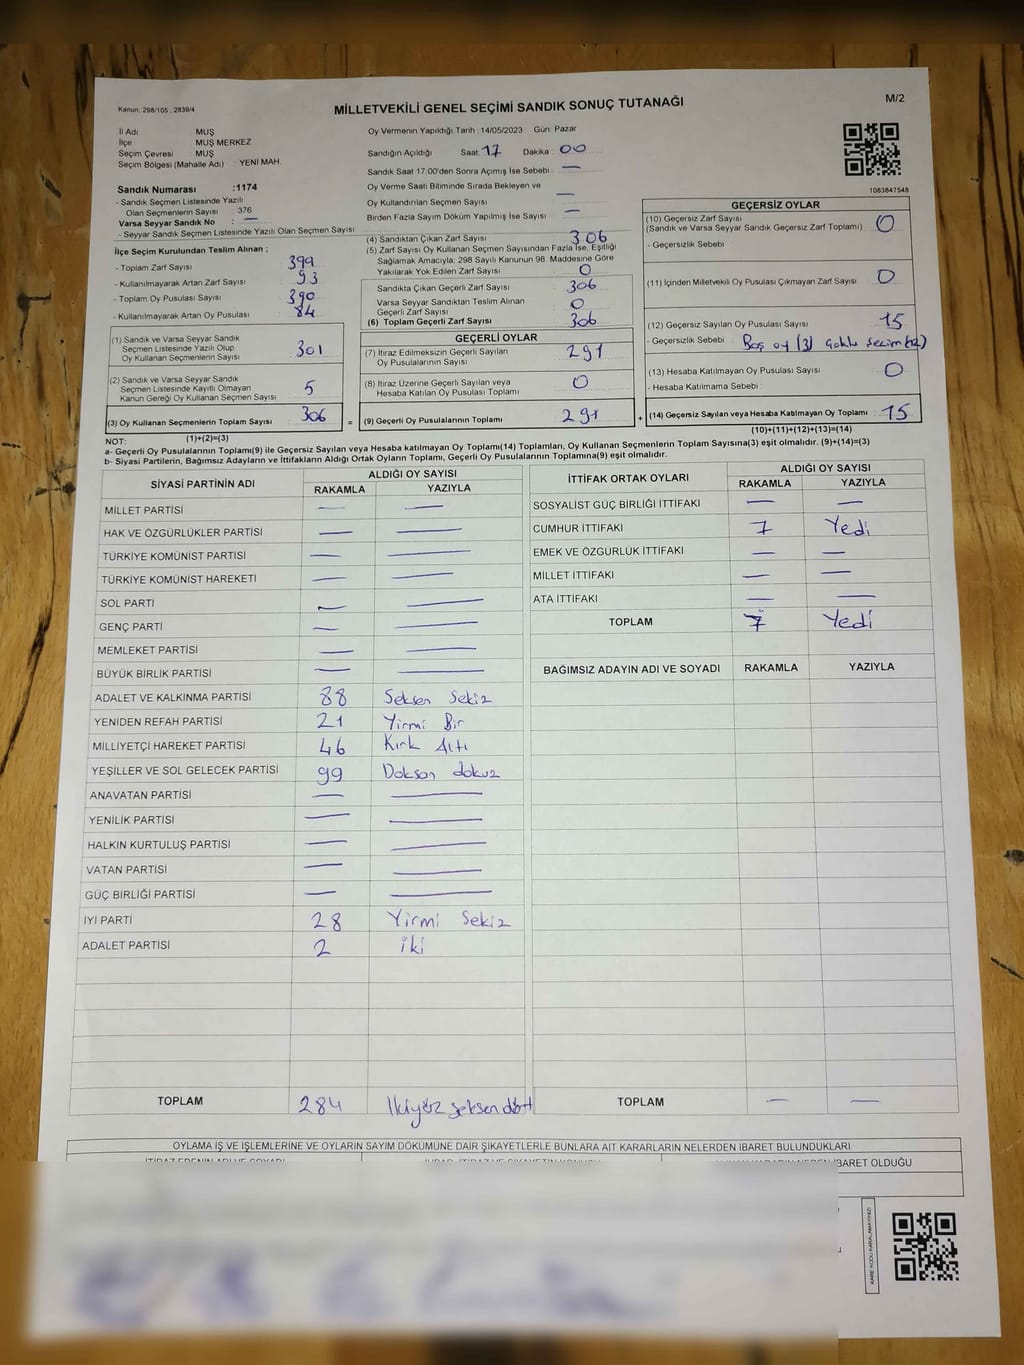 Kanun, 298/105 , 2839/4
MİLLETVEKİLİ GENEL SEÇİMİ SANDIK SONUÇ TUTANAĞI
M/2
İl Adı MUŞ
İlçe MUŞ MERKEZ
Seçim Çevresi MUŞ
Seçim Bölgesi (Mahalle Adı) : YENİ MAH.
Sandık Numarası :1174
- Sandık Seçmen Listesinde Yazılı
Olan Seçmenlerin Sayısı : 376
Varsa Seyyar Sandık No : —
- Seyyar Sandık Seçmen Listesinde Yazılı Olan Seçmen Sayısı
Oy Vermenin Yapıldığı Tarih : 14/05/2023 Gün: Pazar
Sandığın Açıldığı Saat: 17 Dakika : 00
Sandık Saat 17:00'den Sonra Açımış İse Sebebi : —
Oy Verme Saati Bitiminde Sırada Bekleyen ve
Oy Kullandırılan Seçmen Sayısı —
Birden Fazla Sayım Döküm Yapılmış İse Sayısı —
1083847548
İlçe Seçim Kurulundan Teslim Alınan ;
- Toplam Zarf Sayısı 399
- Kullanılmayarak Artan Zarf Sayısı 93
- Toplam Oy Pusulası Sayısı 390
- Kullanılmayarak Artan Oy Pusulası 84
(4) Sandıktan Çıkan Zarf Sayısı 306
(5) Zarf Sayısı Oy Kullanan Seçmen Sayısından Fazla İse, Eşitliği
Sağlamak Amacıyla, 298 Sayılı Kanunun 98. Maddesine Göre
Yakılarak Yok Edilen Zarf Sayısı 0
Sandıkta Çıkan Geçerli Zarf Sayısı 306
Varsa Seyyar Sandıktan Teslim Alınan
Geçerli Zarf Sayısı 0
(6) Toplam Geçerli Zarf Sayısı 306
GEÇERSİZ OYLAR
(10) Geçersiz Zarf Sayısı 0
(Sandık ve Varsa Seyyar Sandık Geçersiz Zarf Toplamı)
- Geçersizlik Sebebi
(11) İçinden Milletvekili Oy Pusulası Çıkmayan Zarf Sayısı 0
(12) Geçersiz Sayılan Oy Pusulası Sayısı 15
- Geçersizlik Sebebi : Boş oy (3) çoklu seçim (12)
(13) Hesaba Katılmayan Oy Pusulası Sayısı 0
- Hesaba Katılmama Sebebi :
(14) Geçersiz Sayılan veya Hesaba Katılmayan Oy Toplamı : 15
(10)+(11)+(12)+(13)=(14)
(1) Sandık ve Varsa Seyyar Sandık
Seçmen Listesinde Yazılı Olup
Oy Kullanan Seçmenlerin Sayısı 301
(2) Sandık ve Varsa Seyyar Sandık
Seçmen Listesinde Kayıtlı Olmayan
Kanun Gereği Oy Kullanan Seçmen Sayısı 5
(3) Oy Kullanan Seçmenlerin Toplam Sayısı 306
(1)+(2)=(3)
GEÇERLİ OYLAR
(7) İtiraz Edilmeksizin Geçerli Sayılan
Oy Pusulalarının Sayısı 291
(8) İtiraz Üzerine Geçerli Sayılan veya
Hesaba Katılan Oy Pusulası Sayısı 0
= (9) Geçerli Oy Pusulalarının Toplamı 291 +
NOT:
a- Geçerli Oy Pusulalarının Toplamı(9) ile Geçersiz Sayılan veya Hesaba katılmayan Oy Toplamı(14) Toplamları, Oy Kullanan Seçmenlerin Toplam Sayısına(3) eşit olmalıdır. (9)+(14)=(3)
b- Siyasi Partilerin, Bağımsız Adayların ve İttifakların Aldığı Ortak Oyların Toplamı, Geçerli Oy Pusulalarının Toplamına(9) eşit olmalıdır.
SİYASİ PARTİNİN ADI ALDIĞI OY SAYISI
RAKAMLA YAZIYLA
MİLLET PARTİSİ — —
HAK VE ÖZGÜRLÜKLER PARTİSİ — —
TÜRKİYE KOMÜNİST PARTİSİ — —
TÜRKİYE KOMÜNİST HAREKETİ — —
SOL PARTİ — —
GENÇ PARTİ — —
MEMLEKET PARTİSİ — —
BÜYÜK BİRLİK PARTİSİ — —
ADALET VE KALKINMA PARTİSİ 88 Seksen Sekiz
YENİDEN REFAH PARTİSİ 21 Yirmi Bir
MİLLİYETÇİ HAREKET PARTİSİ 46 Kırk Altı
YEŞİLLER VE SOL GELECEK PARTİSİ 99 Doksan dokuz
ANAVATAN PARTİSİ — —
YENİLİK PARTİSİ — —
HALKIN KURTULUŞ PARTİSİ — —
VATAN PARTİSİ — —
GÜÇ BİRLİĞİ PARTİSİ — —
İYİ PARTİ 28 Yirmi Sekiz
ADALET PARTİSİ 2 iki
TOPLAM 284 İkiyüz seksen dört
İTTİFAK ORTAK OYLARI ALDIĞI OY SAYISI
RAKAMLA YAZIYLA
SOSYALİST GÜÇ BİRLİĞİ İTTİFAKI — —
CUMHUR İTTİFAKI 7 Yedi
EMEK VE ÖZGÜRLÜK İTTİFAKI — —
MİLLET İTTİFAKI — —
ATA İTTİFAKI — —
TOPLAM 7 Yedi
BAĞIMSIZ ADAYIN ADI VE SOYADI RAKAMLA YAZIYLA
TOPLAM — —
OYLAMA İŞ VE İŞLEMLERİNE VE OYLARIN SAYIM DÖKÜMÜNE DAİR ŞİKAYETLERLE BUNLARA AİT KARARLARIN NELERDEN İBARET BULUNDUKLARI
İBARET OLDUĞU
KARE KODU KARALAMAYINIZ!